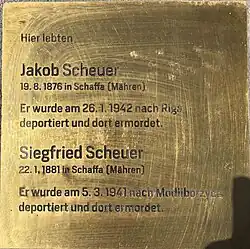 Hier lebten
Jakob Scheuer
19. 8. 1876 in Schaffa (Mähren)
Er wurde am 26. 1. 1942 nach Riga
deportiert und dort ermordet.
Siegfried Scheuer
22. 1. 1881 in Schaffa (Mähren)
Er wurde am 5. 3. 1941 nach Modliborzyce
deportiert und dort ermordet.